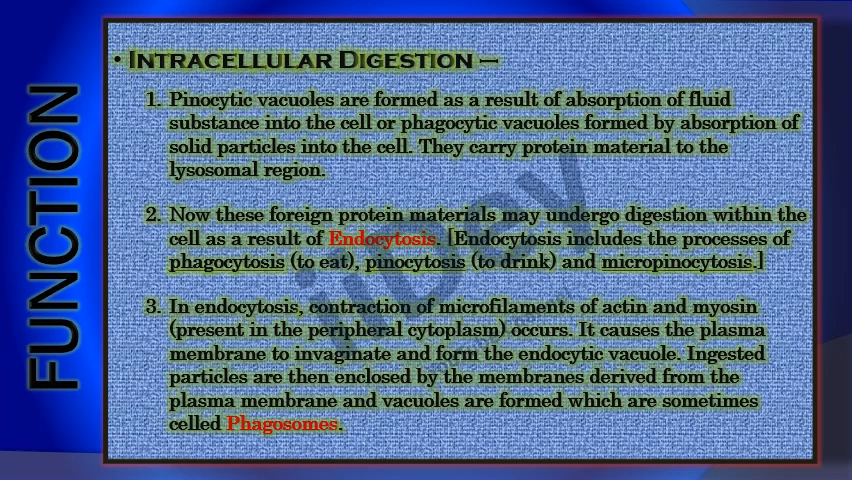 FUNCTION
• INTRACELLULAR DIGESTION —
1. Pinocytic vacuoles are formed as a result of absorption of fluid
substance into the cell or phagocytic vacuoles formed by absorption of
solid particles into the cell. They carry protein material to the
lysosomal region.
2. Now these foreign protein materials may undergo digestion within the
cell as a result of Endocytosis. [Endocytosis includes the processes of
phagocytosis (to eat), pinocytosis (to drink) and micropinocytosis.]
3. In endocytosis, contraction of microfilaments of actin and myosin
(present in the peripheral cytoplasm) occurs. It causes the plasma
membrane to invaginate and form the endocytic vacuole. Ingested
particles are then enclosed by the membranes derived from the
plasma membrane and vacuoles are formed which are sometimes
celled Phagosomes.